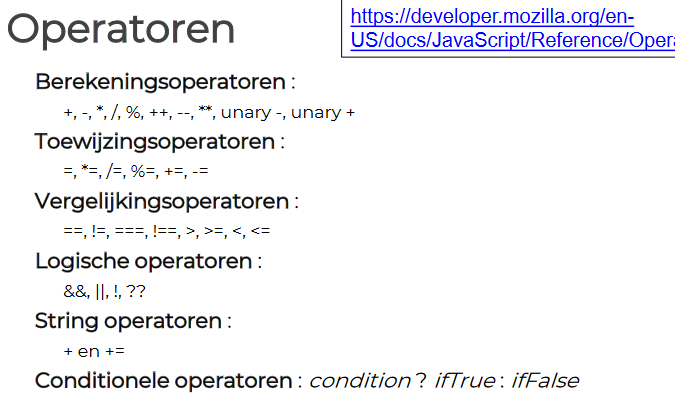 Operatoren
https://developer.mozilla.org/en-
US/docs/JavaScript/Reference/Opera
Berekeningsoperatoren :
+, -, *, /, %, ++, --, **, unary -, unary +
Toewijzingsoperatoren :
=, *=, /=, %=, +=, -=
Vergelijkingsoperatoren :
==, !=, ===, !==, >, >=, <, <=
Logische operatoren :
&&, ||, !, ??
String operatoren :
+ en +=
Conditionele operatoren : condition ? ifTrue : ifFalse